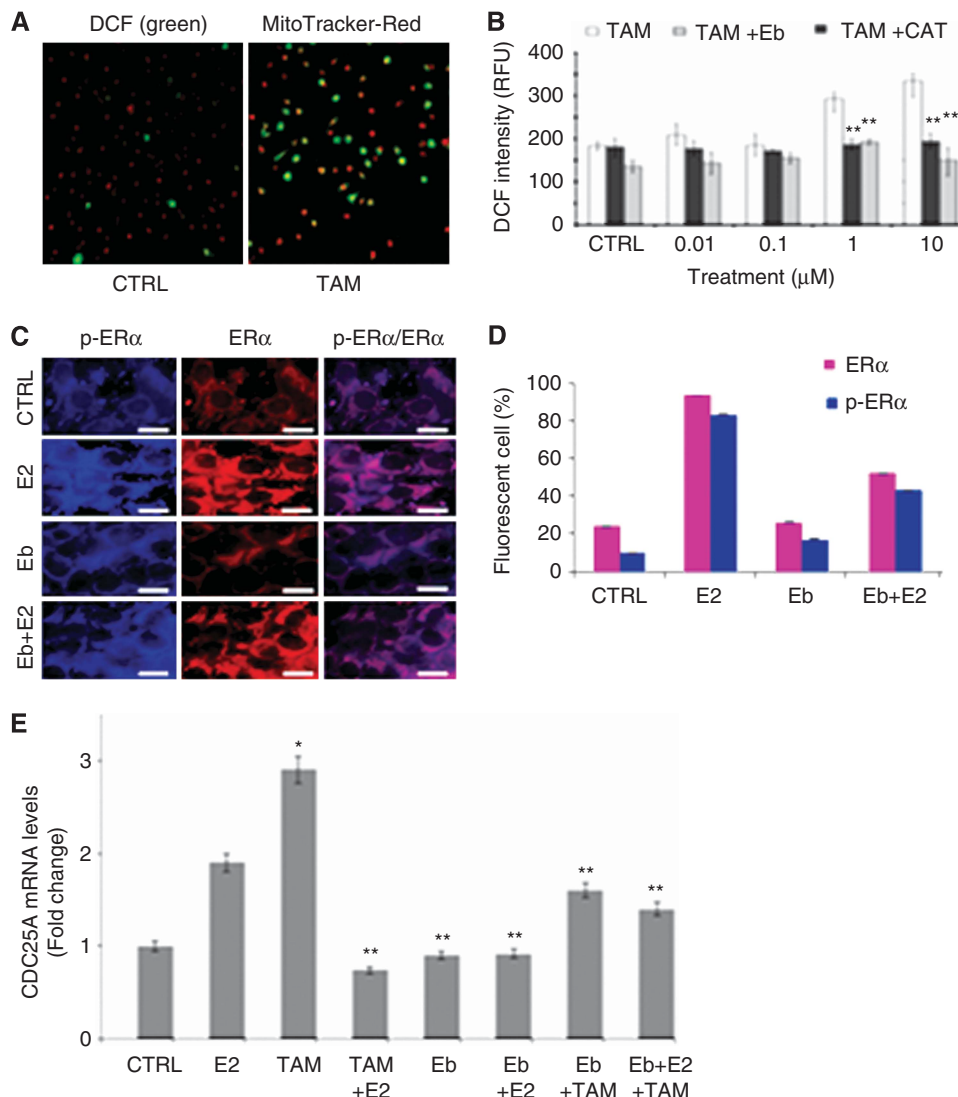 A
DCF (green) MitoTracker-Red
CTRL TAM
B
TAM TAM +Eb TAM +CAT
DCF intensity (RFU)
400
300
200
100
0
** ** ** **
CTRL 0.01 0.1 1 10
Treatment (μM)
C
p-ERα ERα p-ERα/ERα
CTRL
E2
Eb
Eb+E2
D
ERα
p-ERα
Fluorescent cell (%)
100
80
60
40
20
0
CTRL E2 Eb Eb+E2
E
CDC25A mRNA levels
(Fold change)
3
2
1
0
*
** ** ** ** **
CTRL E2 TAM TAM Eb Eb Eb Eb+E2
+E2 +E2 +TAM +TAM